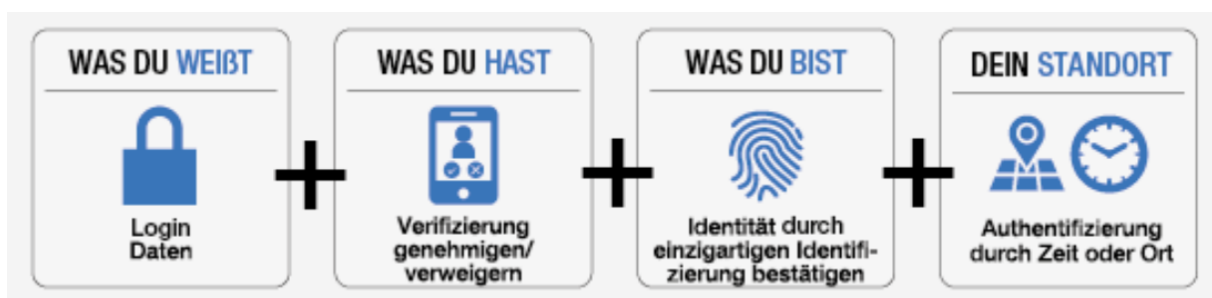 WAS DU WEIßT
Login
Daten
WAS DU HAST
Verifizierung
genehmigen/
verweigern
WAS DU BIST
Identität durch
einzigartigen Identifi-
zierung bestätigen
DEIN STANDORT
Authentifizierung
durch Zeit oder Ort